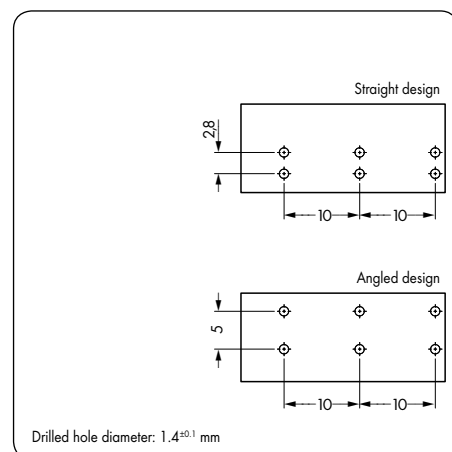 Straight design
2,8
10 10
Angled design
5
10 10
Drilled hole diameter: 1.4±0.1 mm